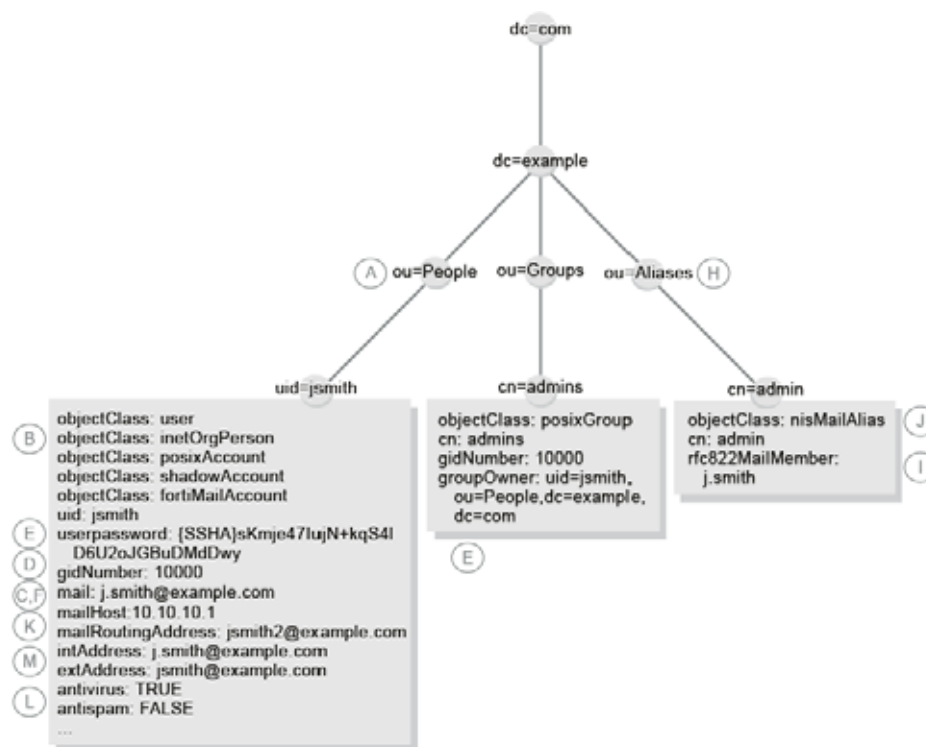 dc=com
dc=example
A
ou=People
ou=Groups
ou=Aliases
H
uid=jsmith
cn=admins
cn=admin
B
objectClass: user
objectClass: inetOrgPerson
objectClass: posixAccount
objectClass: shadowAccount
objectClass: fortiMailAccount
uid: jsmith
E
userpassword: {SSHA}sKmje47IujN+kqS4I
D6U2oJGBuDMdDwy
D
gidNumber: 10000
C,F
mail: j.smith@example.com
mailHost:10.10.10.1
K
mailRoutingAddress: jsmith2@example.com
intAddress: j.smith@example.com
M
extAddress: jsmith@example.com
antivirus: TRUE
L
antispam: FALSE
...
objectClass: posixGroup
cn: admins
gidNumber: 10000
groupOwner: uid=jsmith,
ou=People,dc=example,
dc=com
E
objectClass: nisMailAlias
J
cn: admin
rfc822MailMember:
I
j.smith